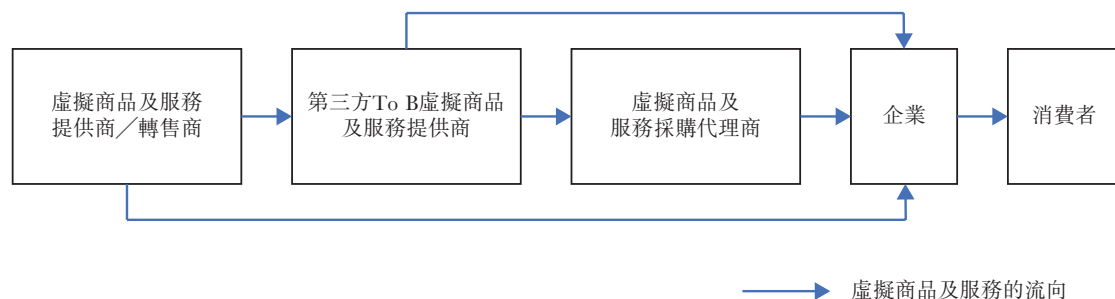 虛擬商品及服務
提供商／轉售商
第三方To B虛擬商品
及服務提供商
虛擬商品及
服務採購代理商
企業
消費者
虛擬商品及服務的流向